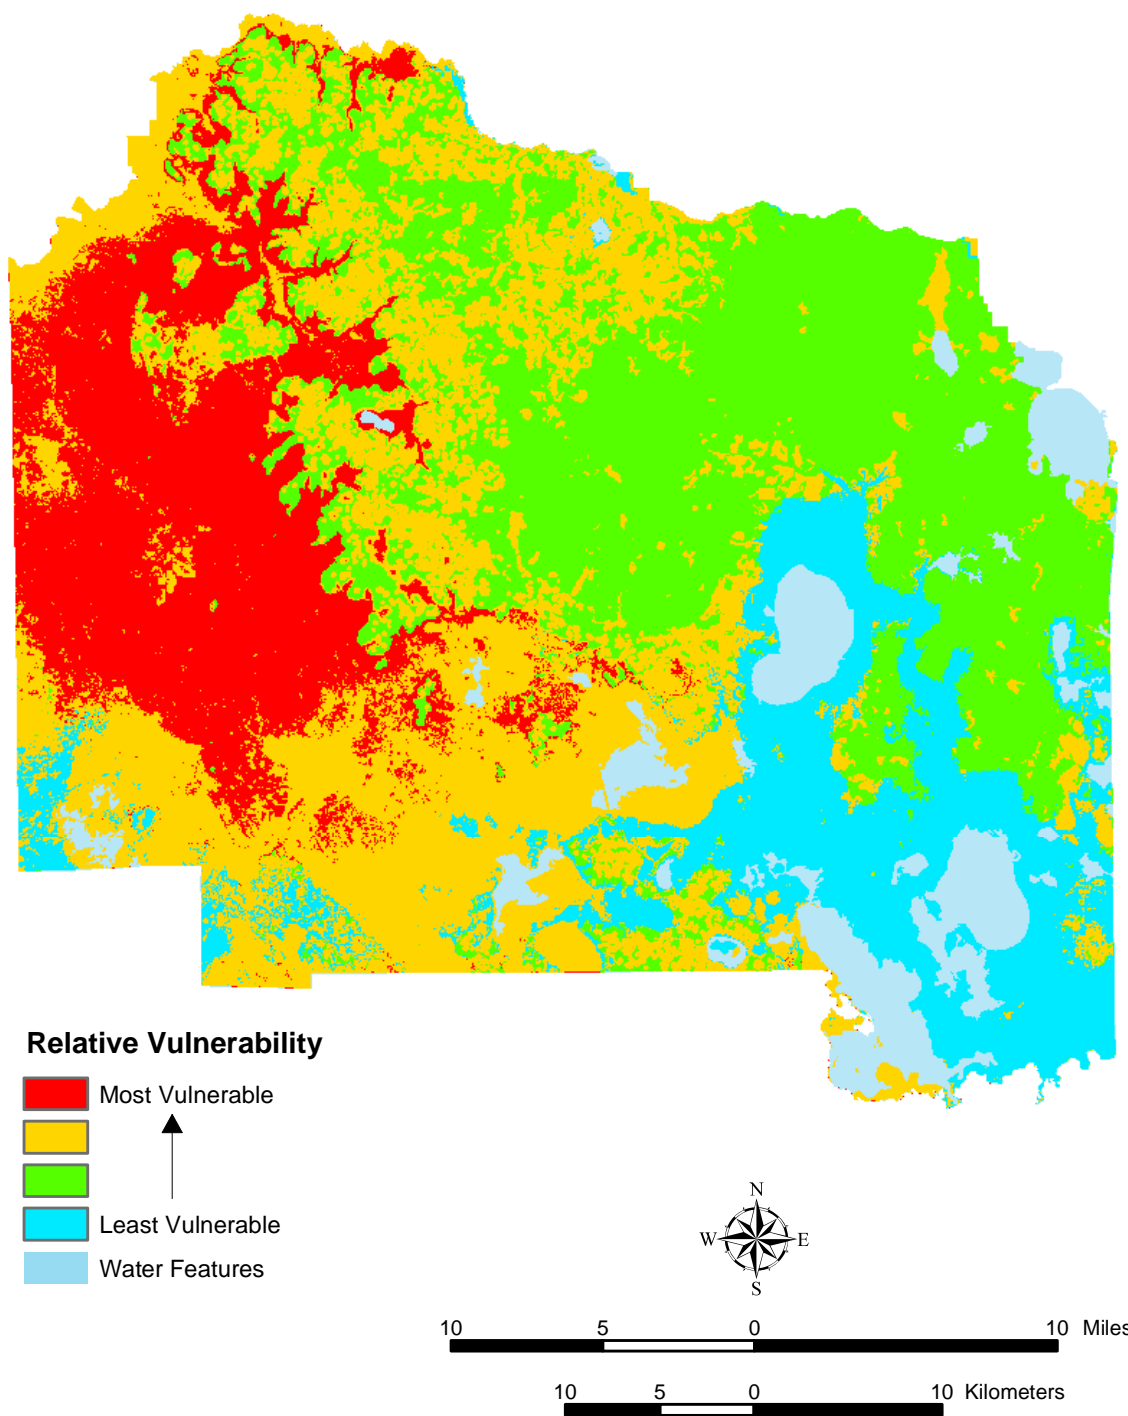 Relative Vulnerability
Most Vulnerable
Least Vulnerable
Water Features
N
W E
S
10 5 0 10 Miles
10 5 0 10 Kilometers